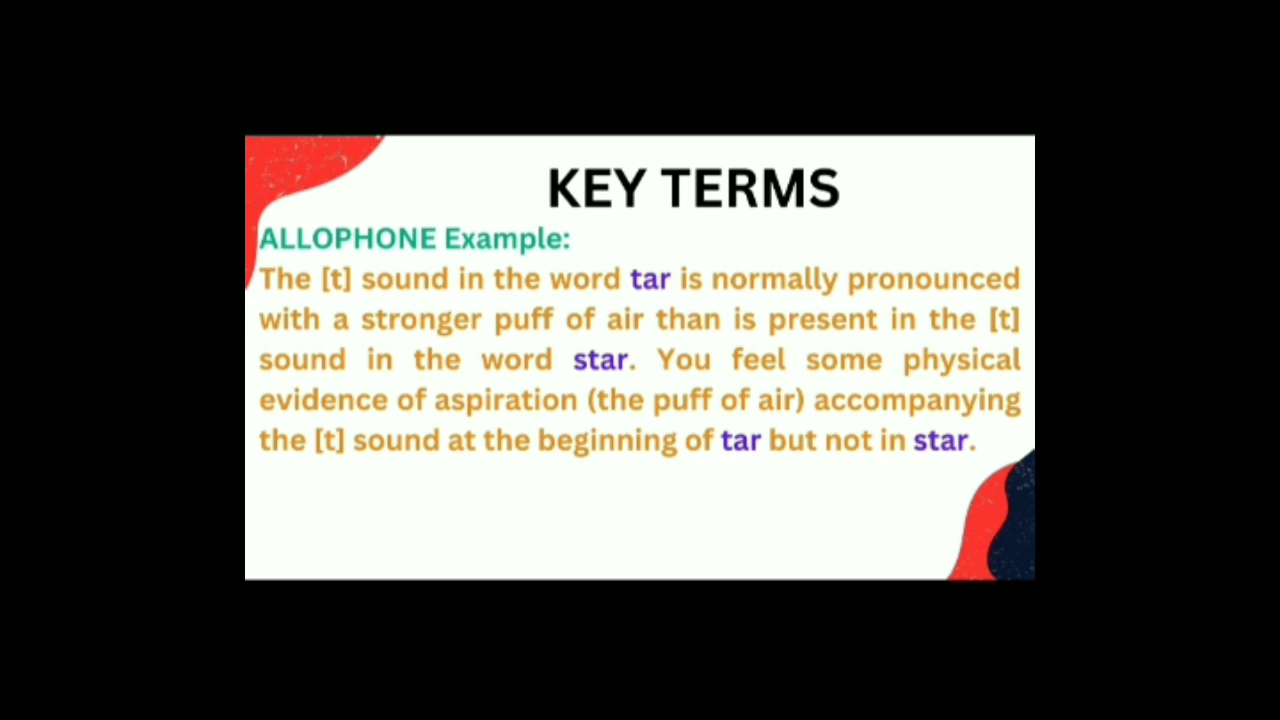 KEY TERMS
ALLOPHONE Example:
The [t] sound in the word tar is normally pronounced
with a stronger puff of air than is present in the [t]
sound in the word star. You feel some physical
evidence of aspiration (the puff of air) accompanying
the [t] sound at the beginning of tar but not in star.